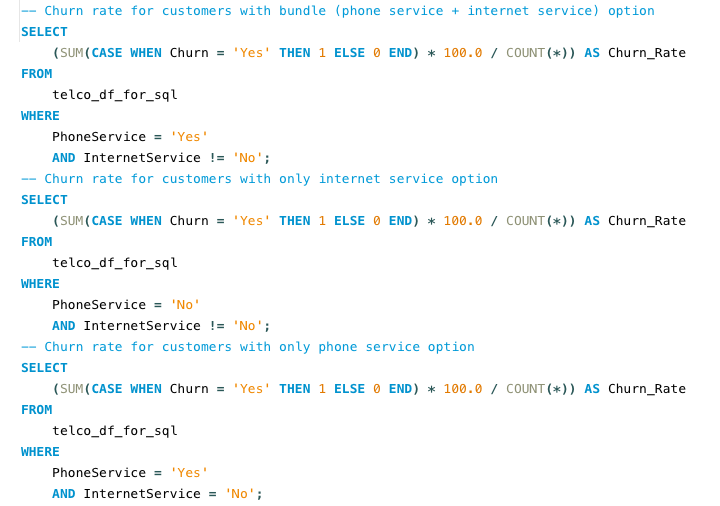 -- Churn rate for customers with bundle (phone service + internet service) option
SELECT
    (SUM(CASE WHEN Churn = 'Yes' THEN 1 ELSE 0 END) * 100.0 / COUNT(*)) AS Churn_Rate
FROM
    telco_df_for_sql
WHERE
    PhoneService = 'Yes'
    AND InternetService != 'No';
-- Churn rate for customers with only internet service option
SELECT
    (SUM(CASE WHEN Churn = 'Yes' THEN 1 ELSE 0 END) * 100.0 / COUNT(*)) AS Churn_Rate
FROM
    telco_df_for_sql
WHERE
    PhoneService = 'No'
    AND InternetService != 'No';
-- Churn rate for customers with only phone service option
SELECT
    (SUM(CASE WHEN Churn = 'Yes' THEN 1 ELSE 0 END) * 100.0 / COUNT(*)) AS Churn_Rate
FROM
    telco_df_for_sql
WHERE
    PhoneService = 'Yes'
    AND InternetService = 'No';